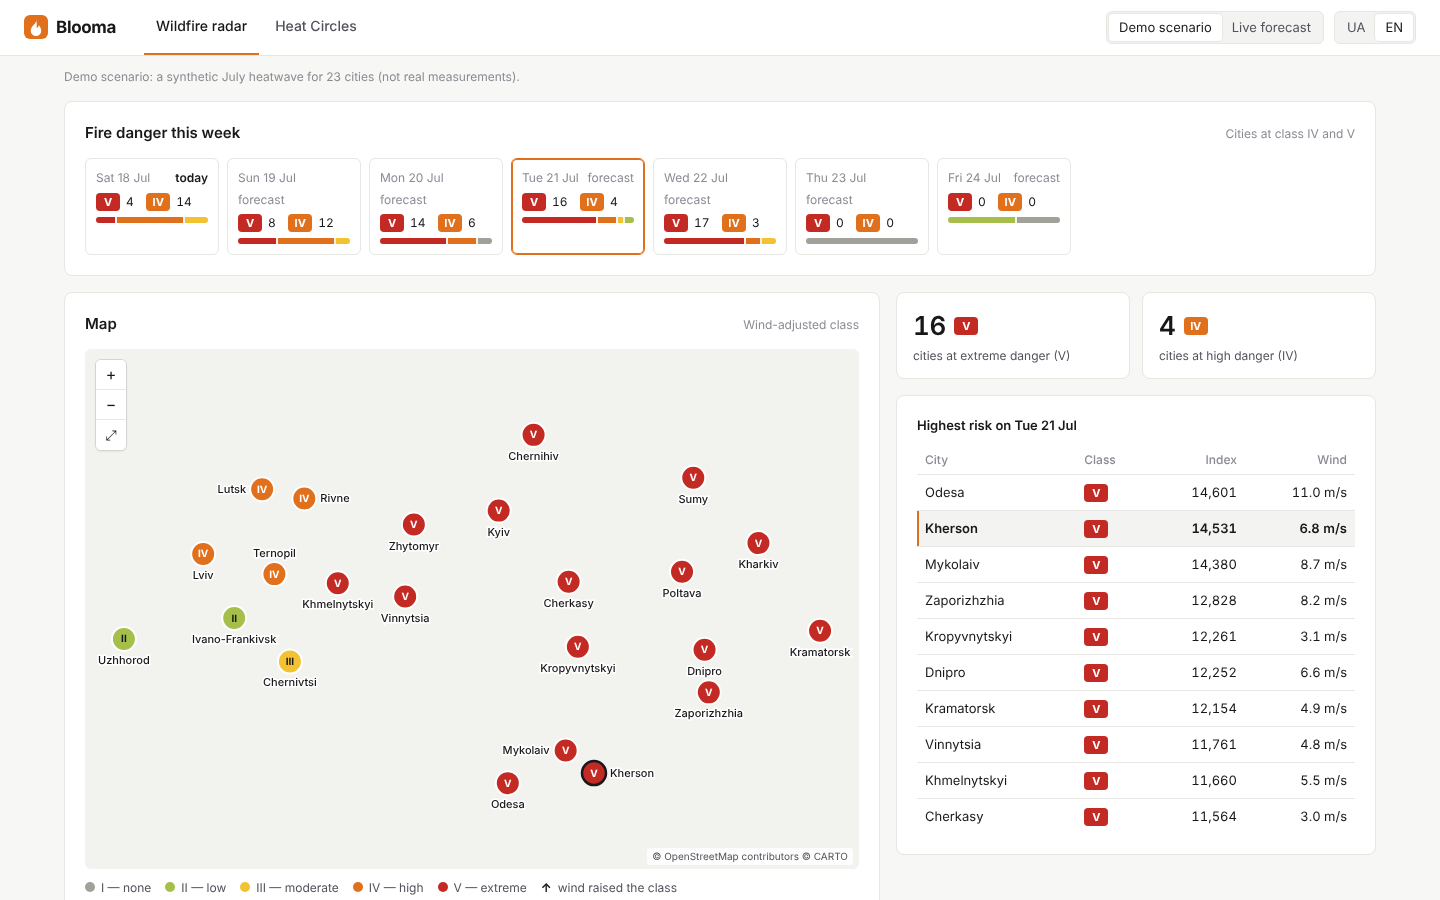 Blooma
Wildfire radar
Heat Circles
Demo scenario
Live forecast
UA
EN
Demo scenario: a synthetic July heatwave for 23 cities (not real measurements).
Fire danger this week
Cities at class IV and V
Sat 18 Jul today
V 4 IV 14
Sun 19 Jul
forecast
V 8 IV 12
Mon 20 Jul
forecast
V 14 IV 6
Tue 21 Jul forecast
V 16 IV 4
Wed 22 Jul
forecast
V 17 IV 3
Thu 23 Jul
forecast
V 0 IV 0
Fri 24 Jul forecast
V 0 IV 0
Map
Wind-adjusted class
+
−
V
Chernihiv
V
Sumy
Lutsk IV
IV Rivne
V
Kyiv
V
Zhytomyr
V
Kharkiv
IV
Lviv
Ternopil
IV
V
Khmelnytskyi
V
Vinnytsia
V
Cherkasy
V
Poltava
II
Ivano-Frankivsk
II
Uzhhorod
III
Chernivtsi
V
Kropyvnytskyi
V
Dnipro
V
Kramatorsk
V
Zaporizhzhia
Mykolaiv V
V Kherson
V
Odesa
© OpenStreetMap contributors © CARTO
I — none
II — low
III — moderate
IV — high
V — extreme
↑ wind raised the class
16 V
cities at extreme danger (V)
4 IV
cities at high danger (IV)
Highest risk on Tue 21 Jul
City Class Index Wind
Odesa V 14,601 11.0 m/s
Kherson V 14,531 6.8 m/s
Mykolaiv V 14,380 8.7 m/s
Zaporizhzhia V 12,828 8.2 m/s
Kropyvnytskyi V 12,261 3.1 m/s
Dnipro V 12,252 6.6 m/s
Kramatorsk V 12,154 4.9 m/s
Vinnytsia V 11,761 4.8 m/s
Khmelnytskyi V 11,660 5.5 m/s
Cherkasy V 11,564 3.0 m/s